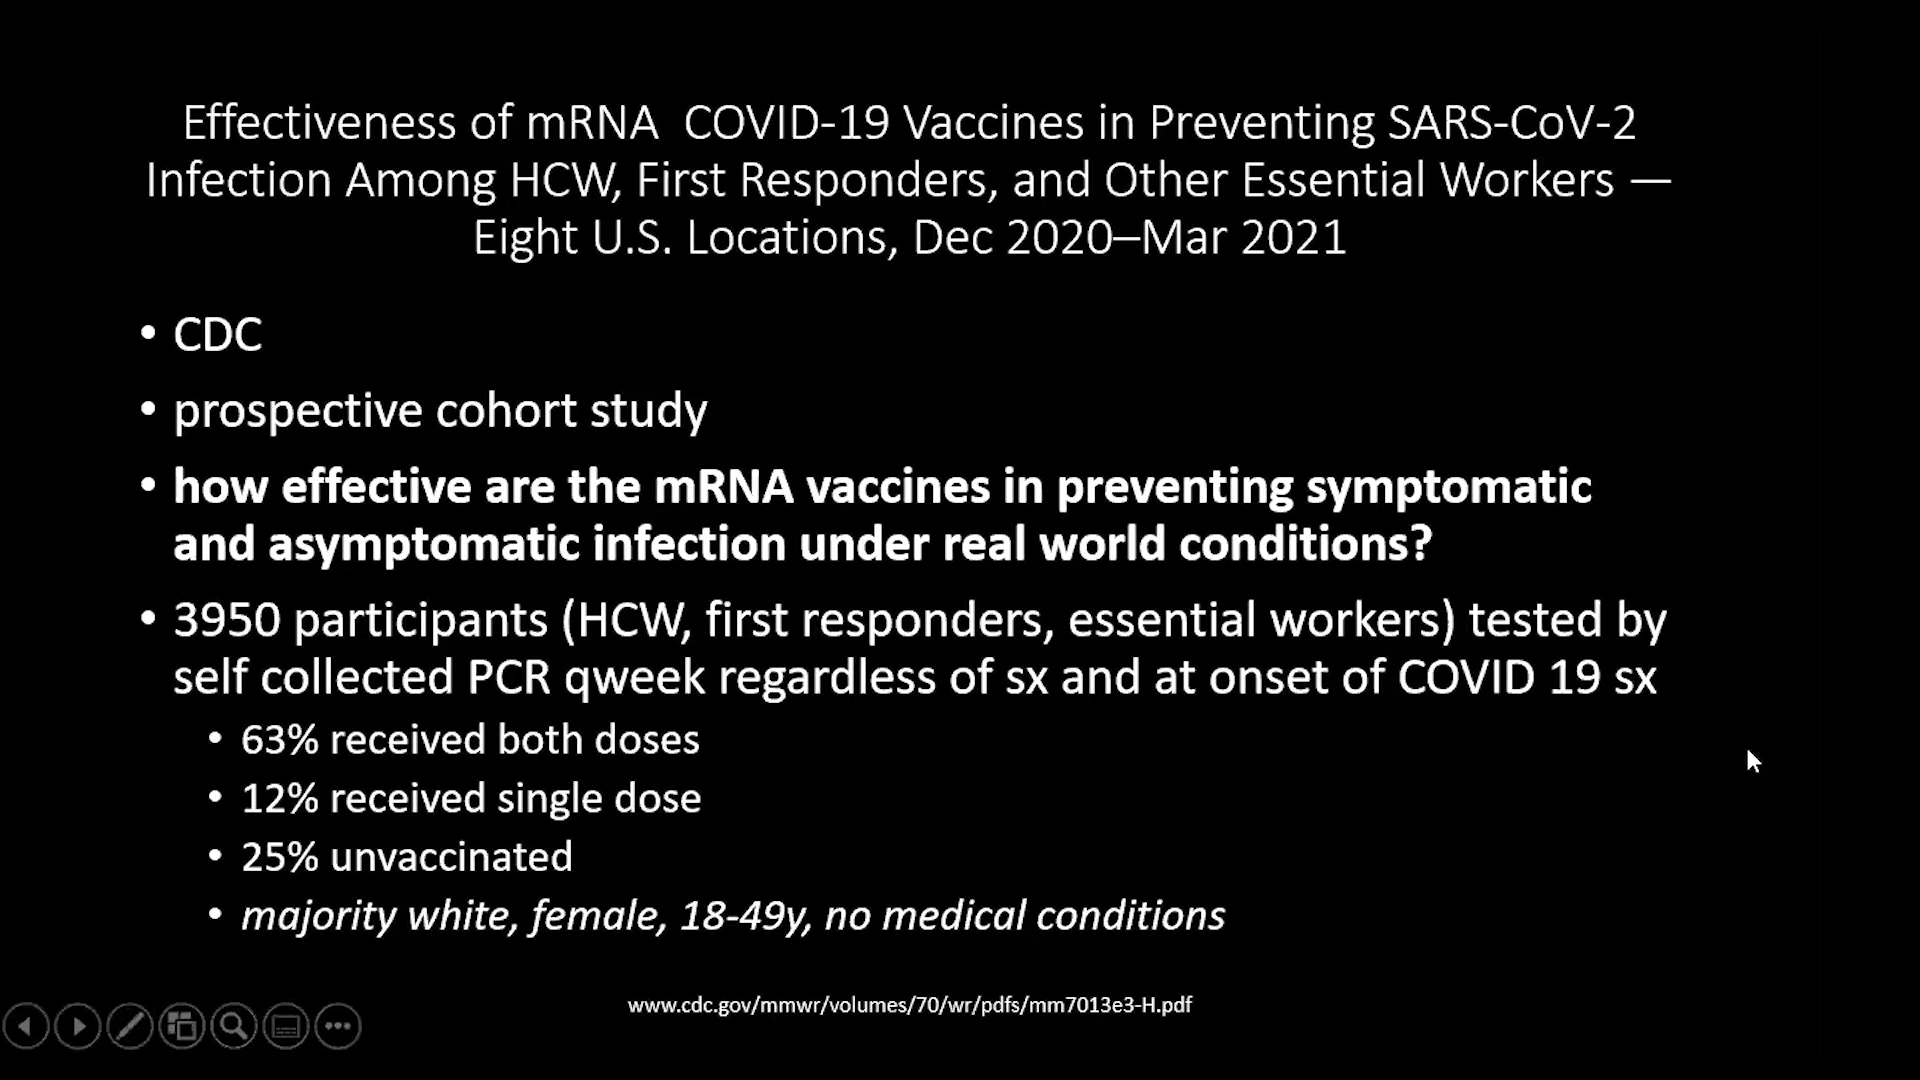 Effectiveness of mRNA  COVID-19 Vaccines in Preventing SARS-CoV-2
Infection Among HCW, First Responders, and Other Essential Workers —
Eight U.S. Locations, Dec 2020–Mar 2021
• CDC
• prospective cohort study
• how effective are the mRNA vaccines in preventing symptomatic
and asymptomatic infection under real world conditions?
• 3950 participants (HCW, first responders, essential workers) tested by
self collected PCR qweek regardless of sx and at onset of COVID 19 sx
• 63% received both doses
• 12% received single dose
• 25% unvaccinated
• majority white, female, 18-49y, no medical conditions
www.cdc.gov/mmwr/volumes/70/wr/pdfs/mm7013e3-H.pdf